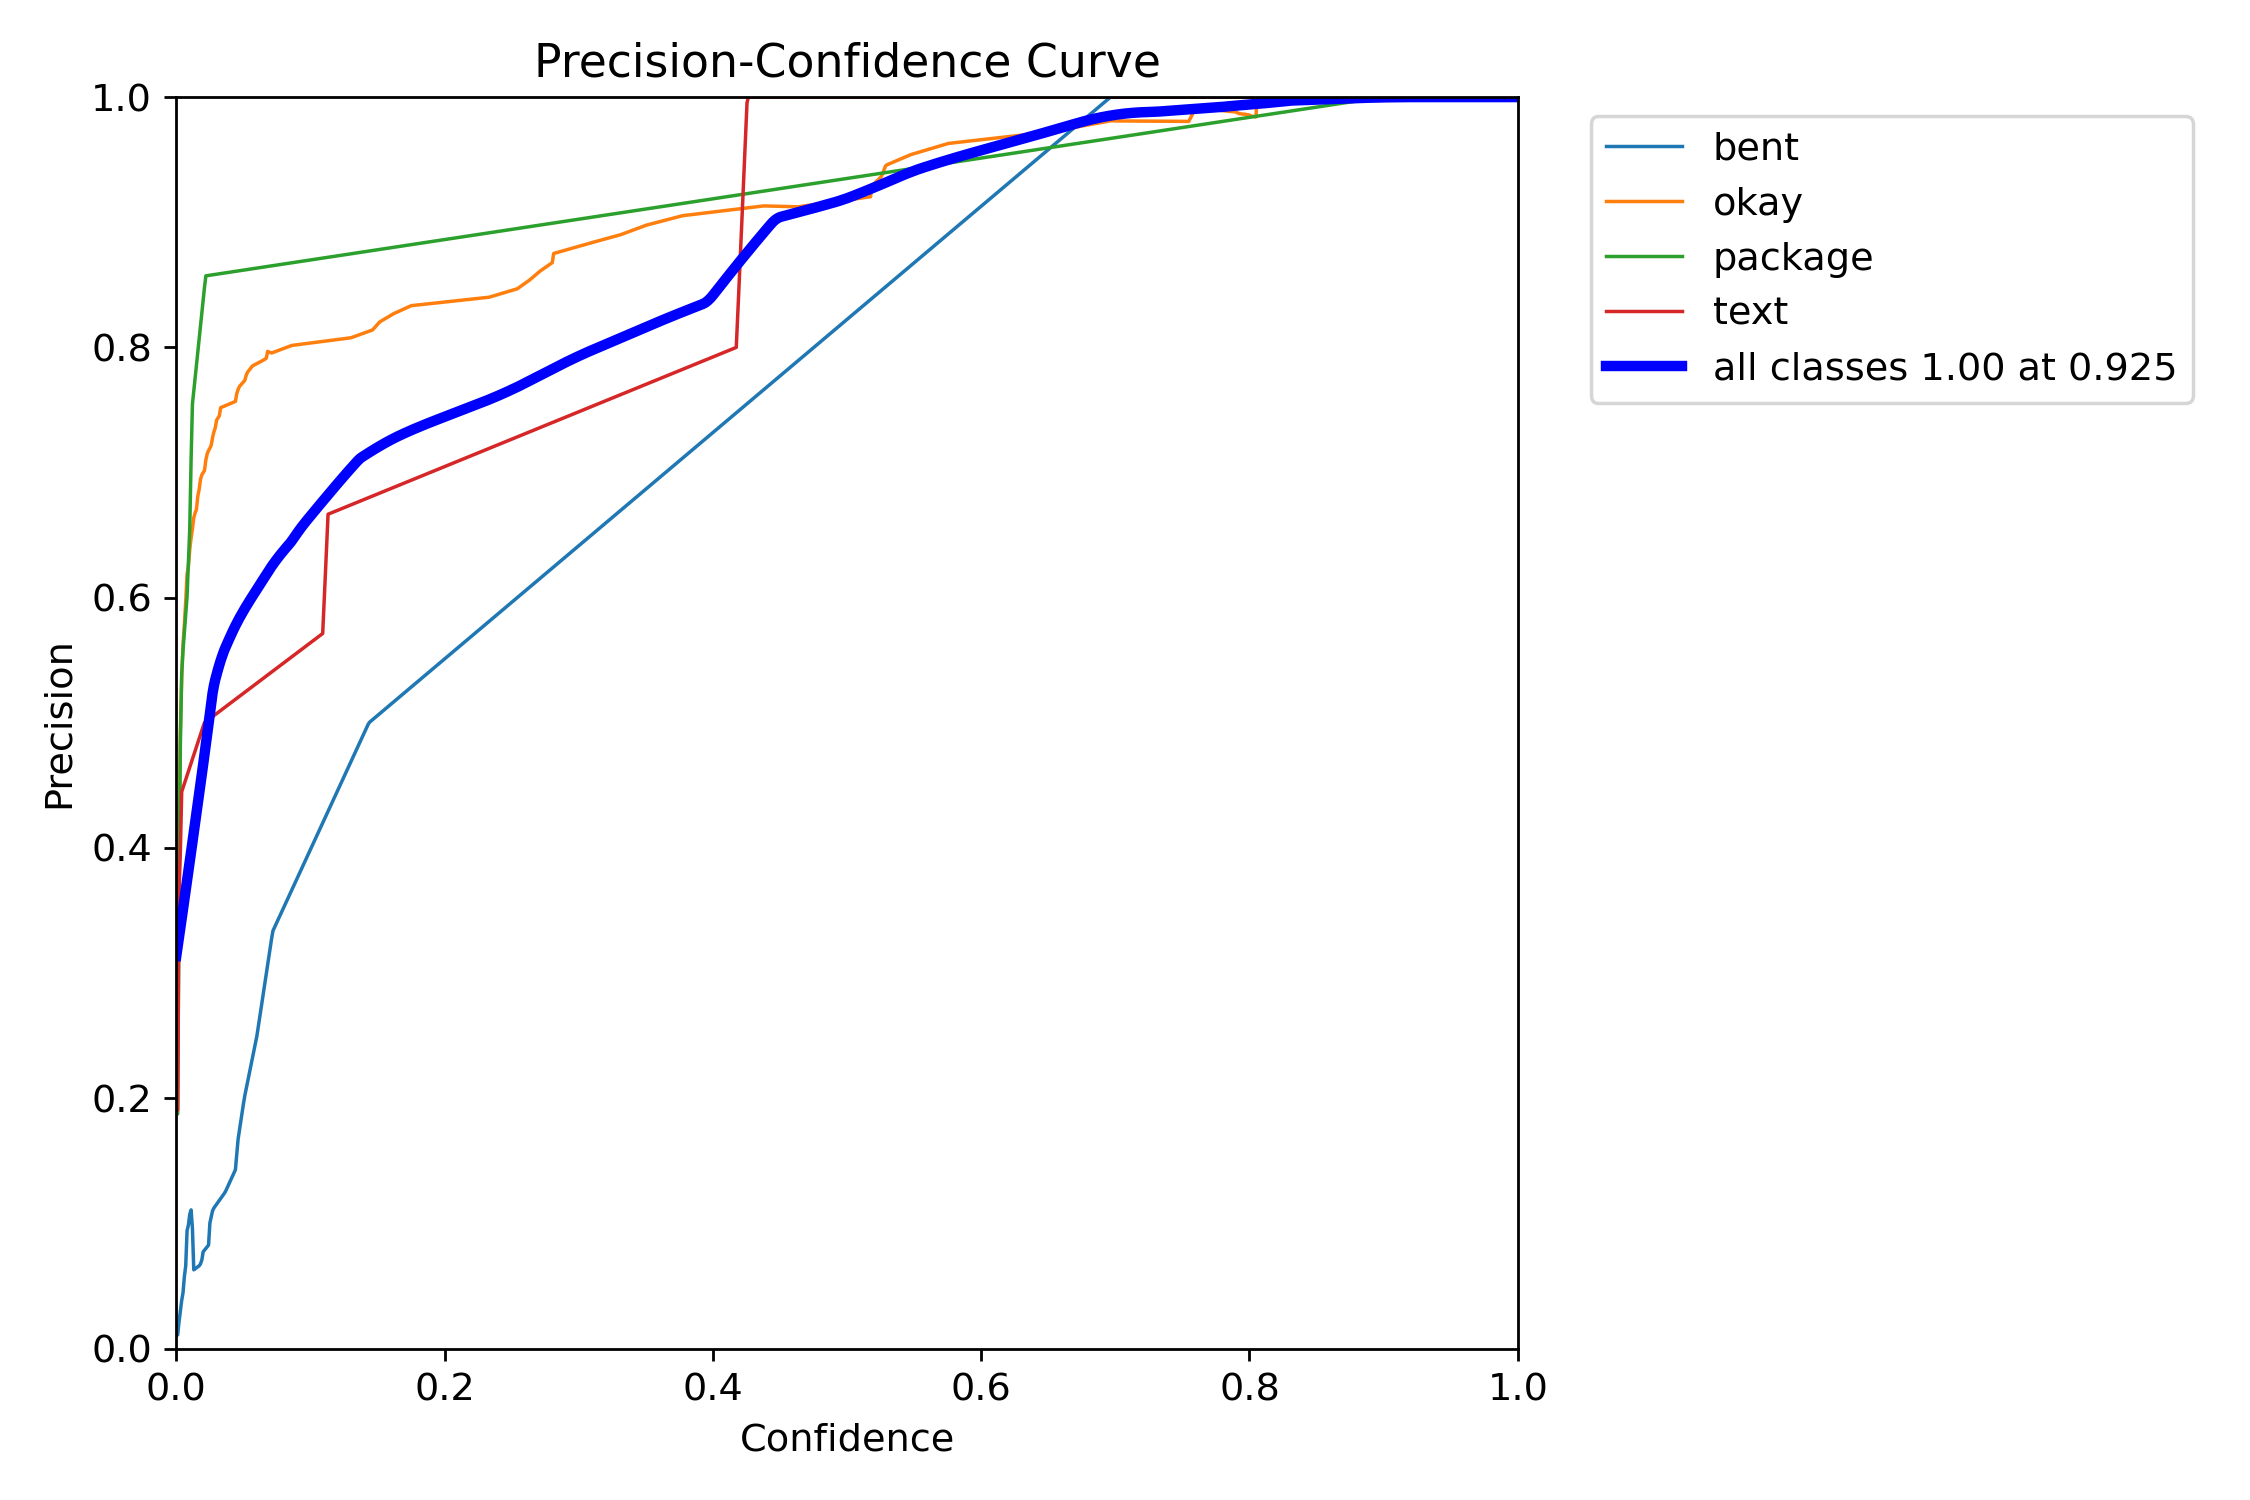 Precision-Confidence Curve
1.0
0.8
0.6
0.4
0.2
0.0
Precision
0.0 0.2 0.4 0.6 0.8 1.0
Confidence
bent
okay
package
text
all classes 1.00 at 0.925